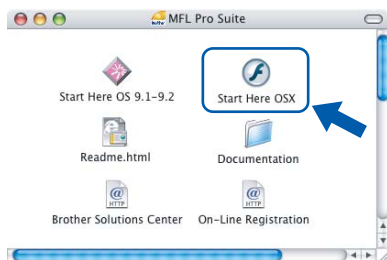 MFL Pro Suite
Start Here OS 9.1-9.2
Start Here OSX
Readme.html
Documentation
@
HTTP
@
HTTP
Brother Solutions Center
On-Line Registration